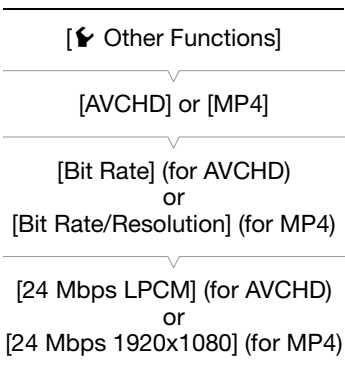 [ Other Functions]
[AVCHD] or [MP4]
[Bit Rate] (for AVCHD)
or
[Bit Rate/Resolution] (for MP4)
[24 Mbps LPCM] (for AVCHD)
or
[24 Mbps 1920x1080] (for MP4)